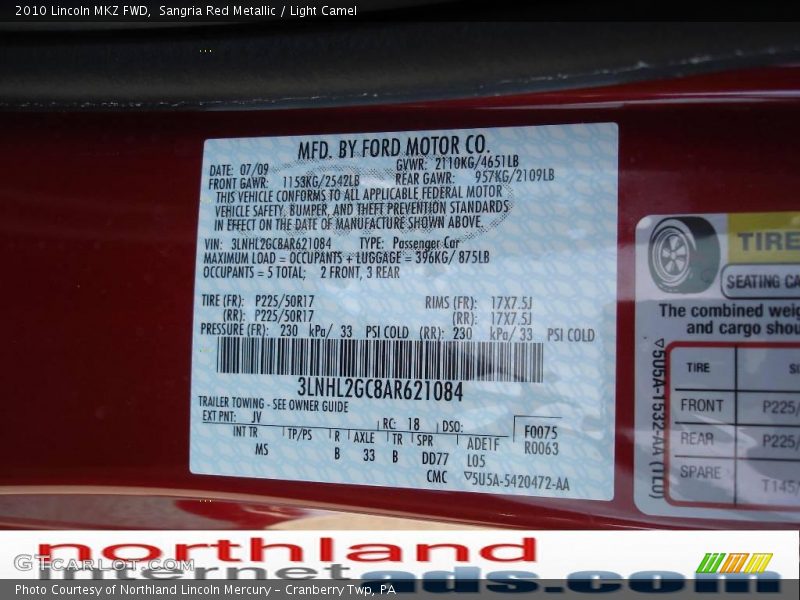 2010 Lincoln MKZ FWD, Sangria Red Metallic / Light Camel
MFD. BY FORD MOTOR CO.
DATE: 07/09 GVWR: 2110KG/4651LB
FRONT GAWR: 1153KG/2542LB REAR GAWR: 957KG/2109LB
THIS VEHICLE CONFORMS TO ALL APPLICABLE FEDERAL MOTOR
VEHICLE SAFETY, BUMPER, AND THEFT PREVENTION STANDARDS
IN EFFECT ON THE DATE OF MANUFACTURE SHOWN ABOVE.
VIN: 3LNHL2GC8AR621084 TYPE: Passenger Car
MAXIMUM LOAD = OCCUPANTS + LUGGAGE = 396KG/ 875LB
OCCUPANTS = 5 TOTAL; 2 FRONT, 3 REAR
TIRE (FR): P225/50R17 RIMS (FR): 17X7.5J
(RR): P225/50R17 (RR): 17X7.5J
PRESSURE (FR): 230 kPa/ 33 PSI COLD (RR): 230 kPa/ 33 PSI COLD
3LNHL2GC8AR621084
TRAILER TOWING - SEE OWNER GUIDE
EXT PNT: JV RC: 18 DSO: F0075
INT TR TP/PS R AXLE TR SPR ADE1F R0063
MS B 33 B DD77 L05
CMC ▽5U5A-5420472-AA
TIRE
SEATING CA
The combined weig
and cargo shou
TIRE
FRONT P225/
REAR P225/
SPARE T145/
▽5U5A-1532-AA (TLO)
northland
internetads.com
GTCARLOT.COM
Photo Courtesy of Northland Lincoln Mercury – Cranberry Twp, PA